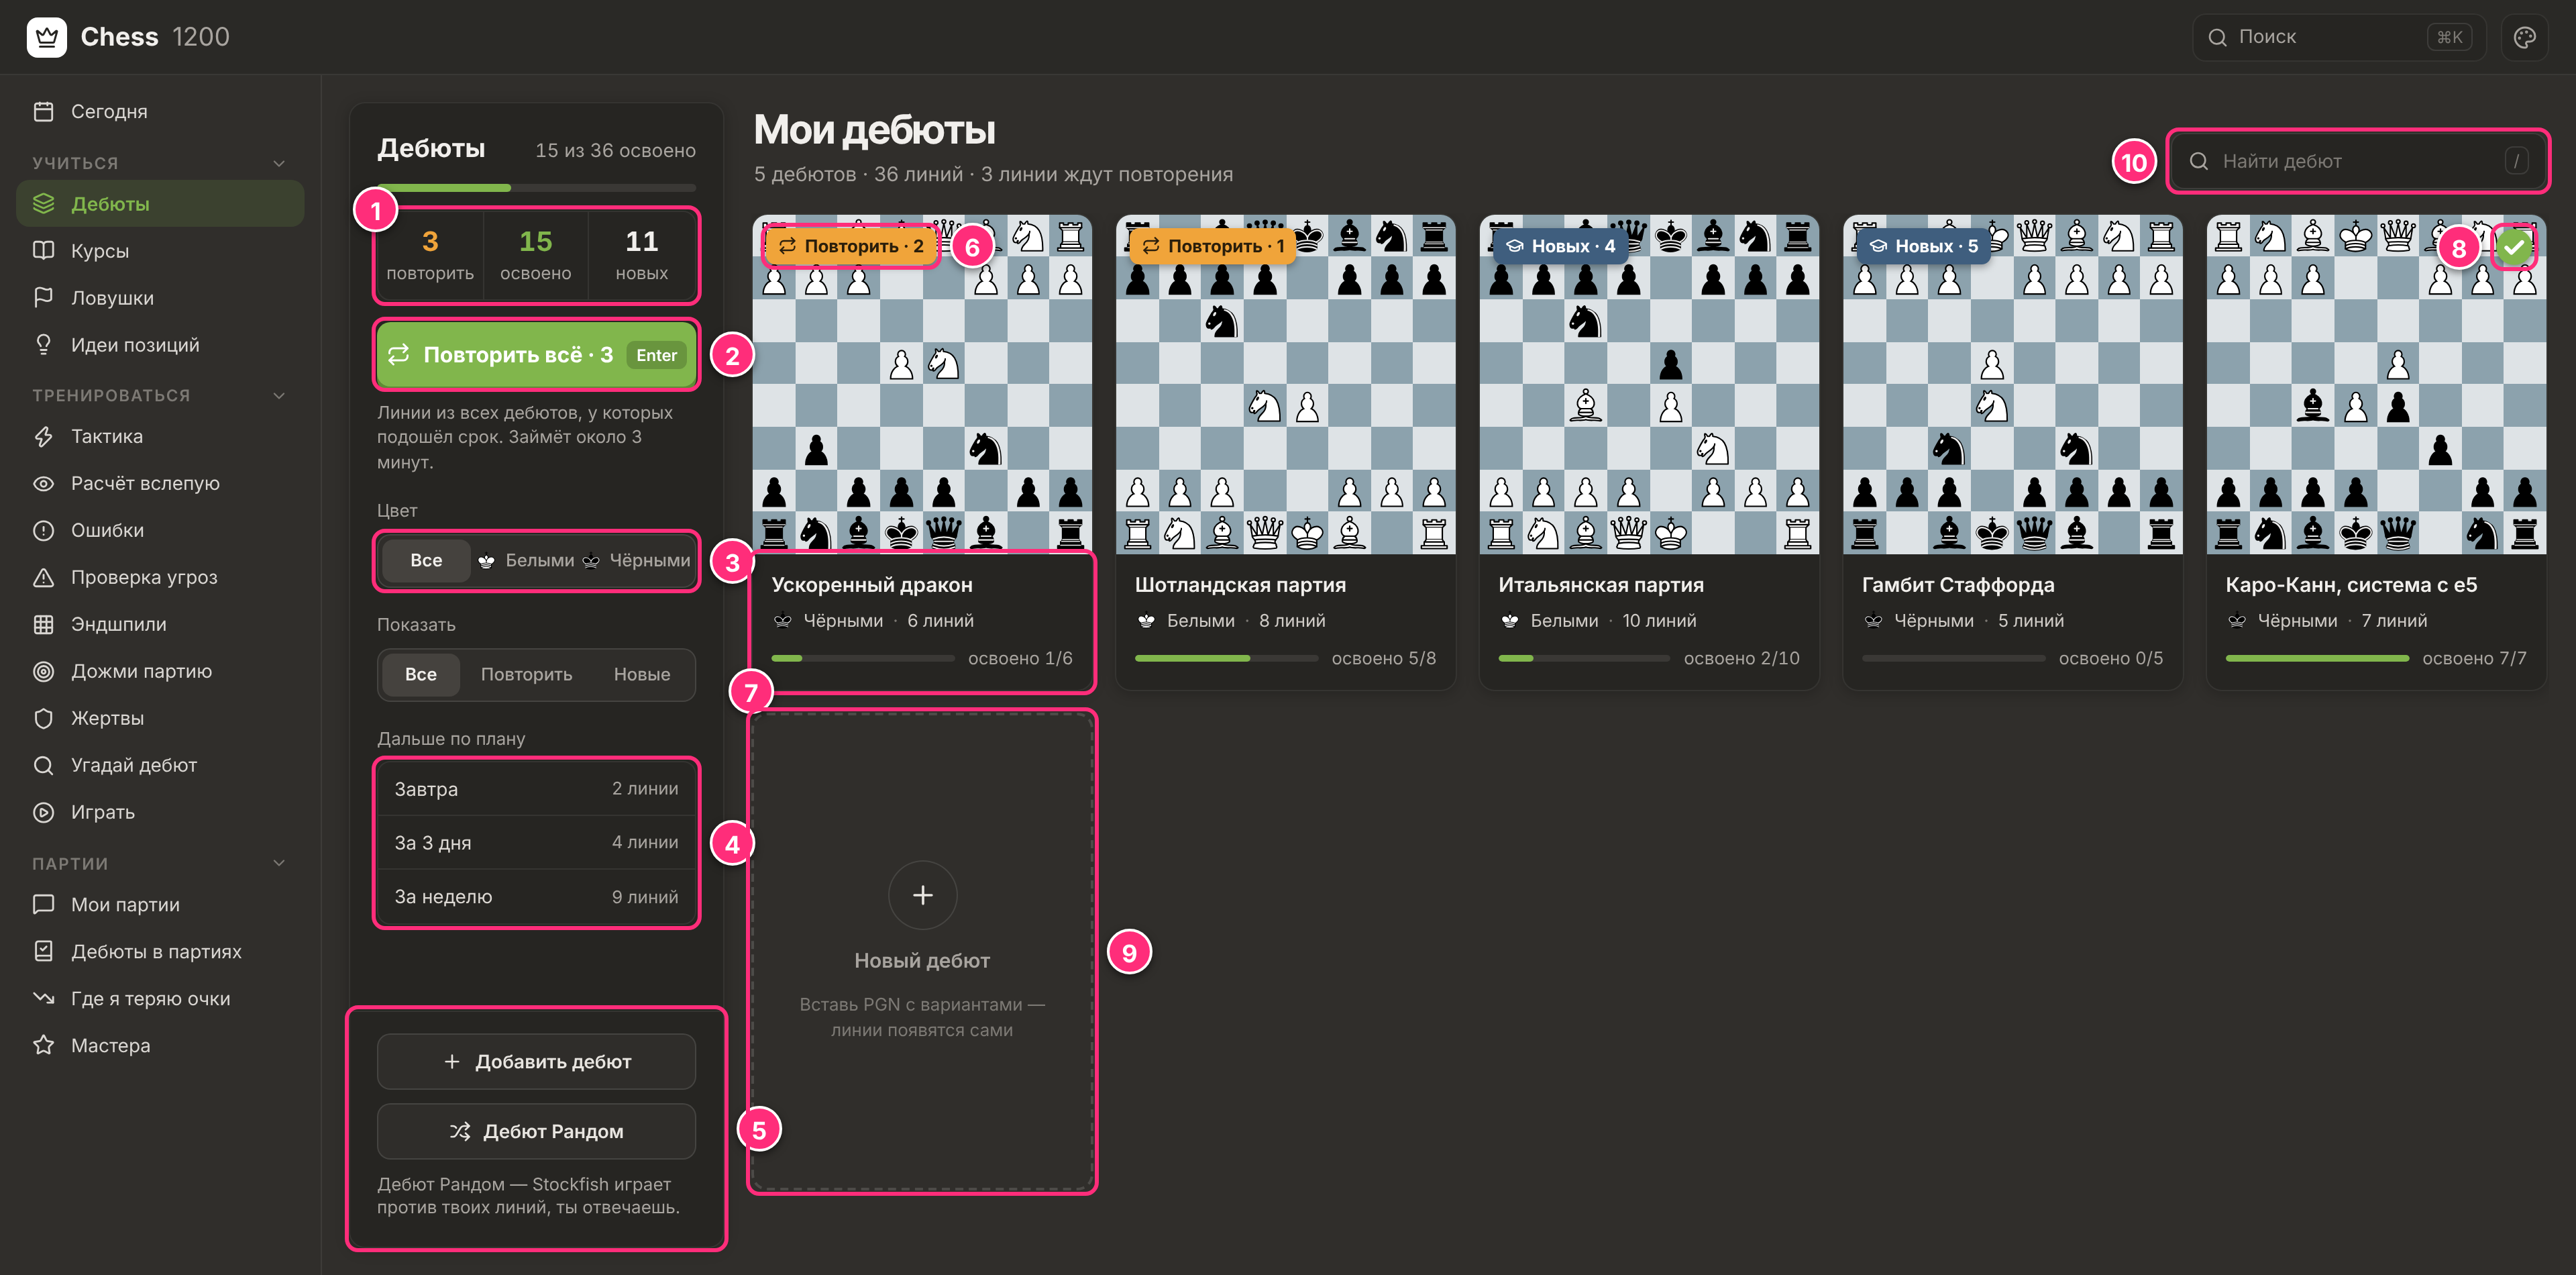 Chess 1200
Поиск ⌘K
Сегодня
УЧИТЬСЯ
Дебюты
Курсы
Ловушки
Идеи позиций
ТРЕНИРОВАТЬСЯ
Тактика
Расчёт вслепую
Ошибки
Проверка угроз
Эндшпили
Дожми партию
Жертвы
Угадай дебют
Играть
ПАРТИИ
Мои партии
Дебюты в партиях
Где я теряю очки
Мастера
Дебюты 15 из 36 освоено
1
3 15 11
повторить освоено новых
Повторить всё · 3 Enter
2
Линии из всех дебютов, у которых
подошёл срок. Займёт около 3
минут.
Цвет
Все Белыми Чёрными
3
Показать
Все Повторить Новые
Дальше по плану
Завтра 2 линии
За 3 дня 4 линии
За неделю 9 линий
4
Добавить дебют
Дебют Рандом
5
Дебют Рандом — Stockfish играет
против твоих линий, ты отвечаешь.
Мои дебюты
5 дебютов · 36 линий · 3 линии ждут повторения
10
Найти дебют /
Повторить · 2
6
Ускоренный дракон
Чёрными · 6 линий
освоено 1/6
7
Повторить · 1
Шотландская партия
Белыми · 8 линий
освоено 5/8
Новых · 4
Итальянская партия
Белыми · 10 линий
освоено 2/10
Новых · 5
Гамбит Стаффорда
Чёрными · 5 линий
освоено 0/5
8
Каро-Канн, система с e5
Чёрными · 7 линий
освоено 7/7
Новый дебют
Вставь PGN с вариантами —
линии появятся сами
9